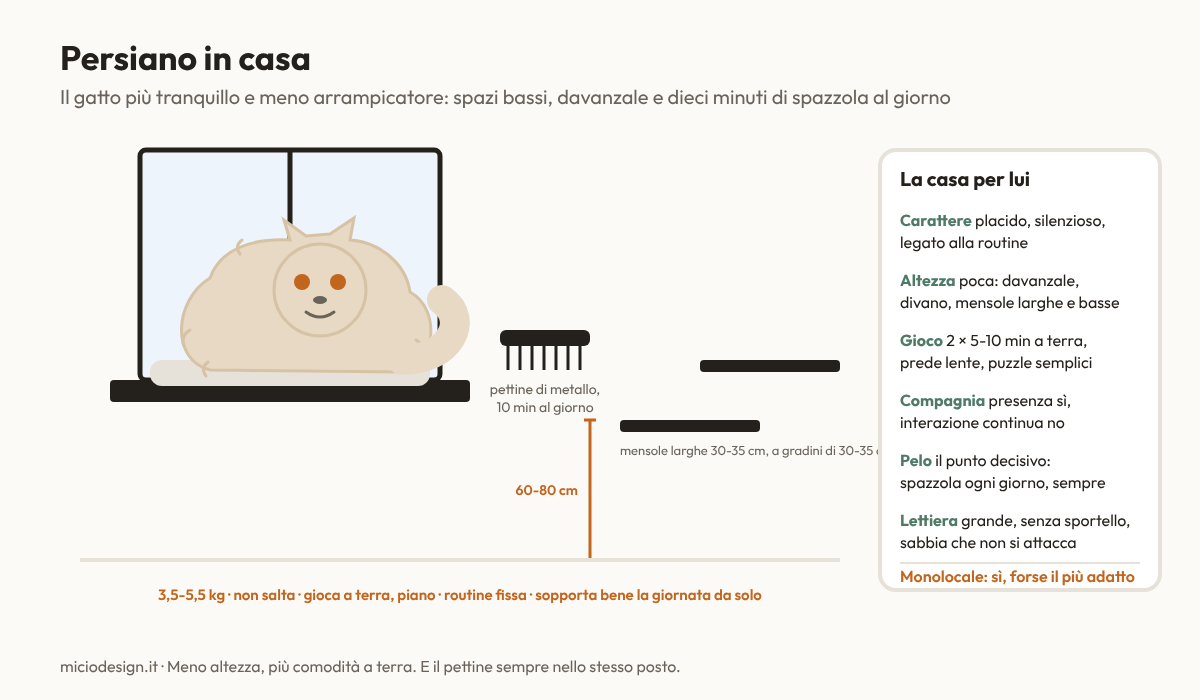 Persiano in casa
Il gatto più tranquillo e meno arrampicatore: spazi bassi, davanzale e dieci minuti di spazzola al giorno
pettine di metallo,
10 min al giorno
mensole larghe 30-35 cm, a gradini di 30-35
60-80 cm
3,5-5,5 kg · non salta · gioca a terra, piano · routine fissa · sopporta bene la giornata da solo
La casa per lui
Carattere placido, silenzioso,
legato alla routine
Altezza poca: davanzale,
divano, mensole larghe e basse
Gioco 2 × 5-10 min a terra,
prede lente, puzzle semplici
Compagnia presenza sì,
interazione continua no
Pelo il punto decisivo:
spazzola ogni giorno, sempre
Lettiera grande, senza sportello,
sabbia che non si attacca
Monolocale: sì, forse il più adatto
miciodesign.it · Meno altezza, più comodità a terra. E il pettine sempre nello stesso posto.